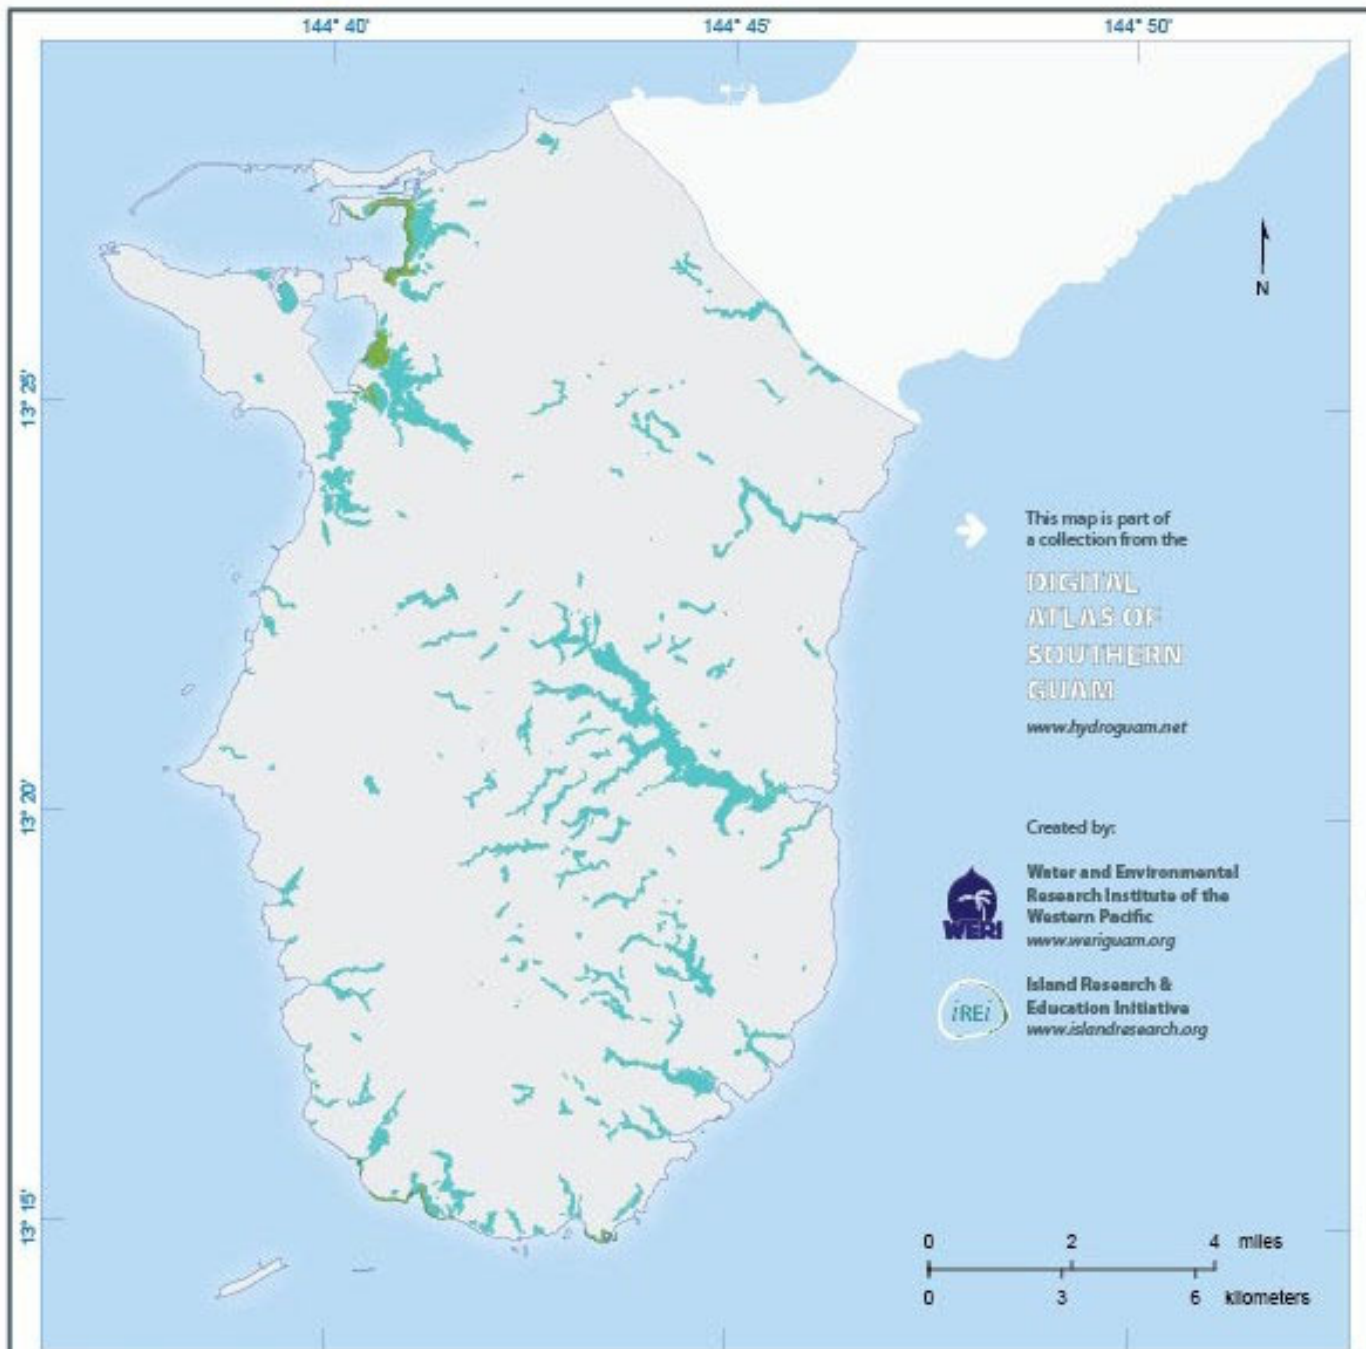 144° 40'
144° 45'
144° 50'
N
13° 25'
This map is part of
a collection from the
DIGITAL
ATLAS OF
SOUTHERN
GUAM
www.hydroguam.net
13° 20'
Created by:
Water and Environmental
Research Institute of the
Western Pacific
www.weriguam.org
WERI
Island Research &
Education Initiative
www.islandresearch.org
iREi
13° 15'
0 2 4 miles
0 3 6 kilometers